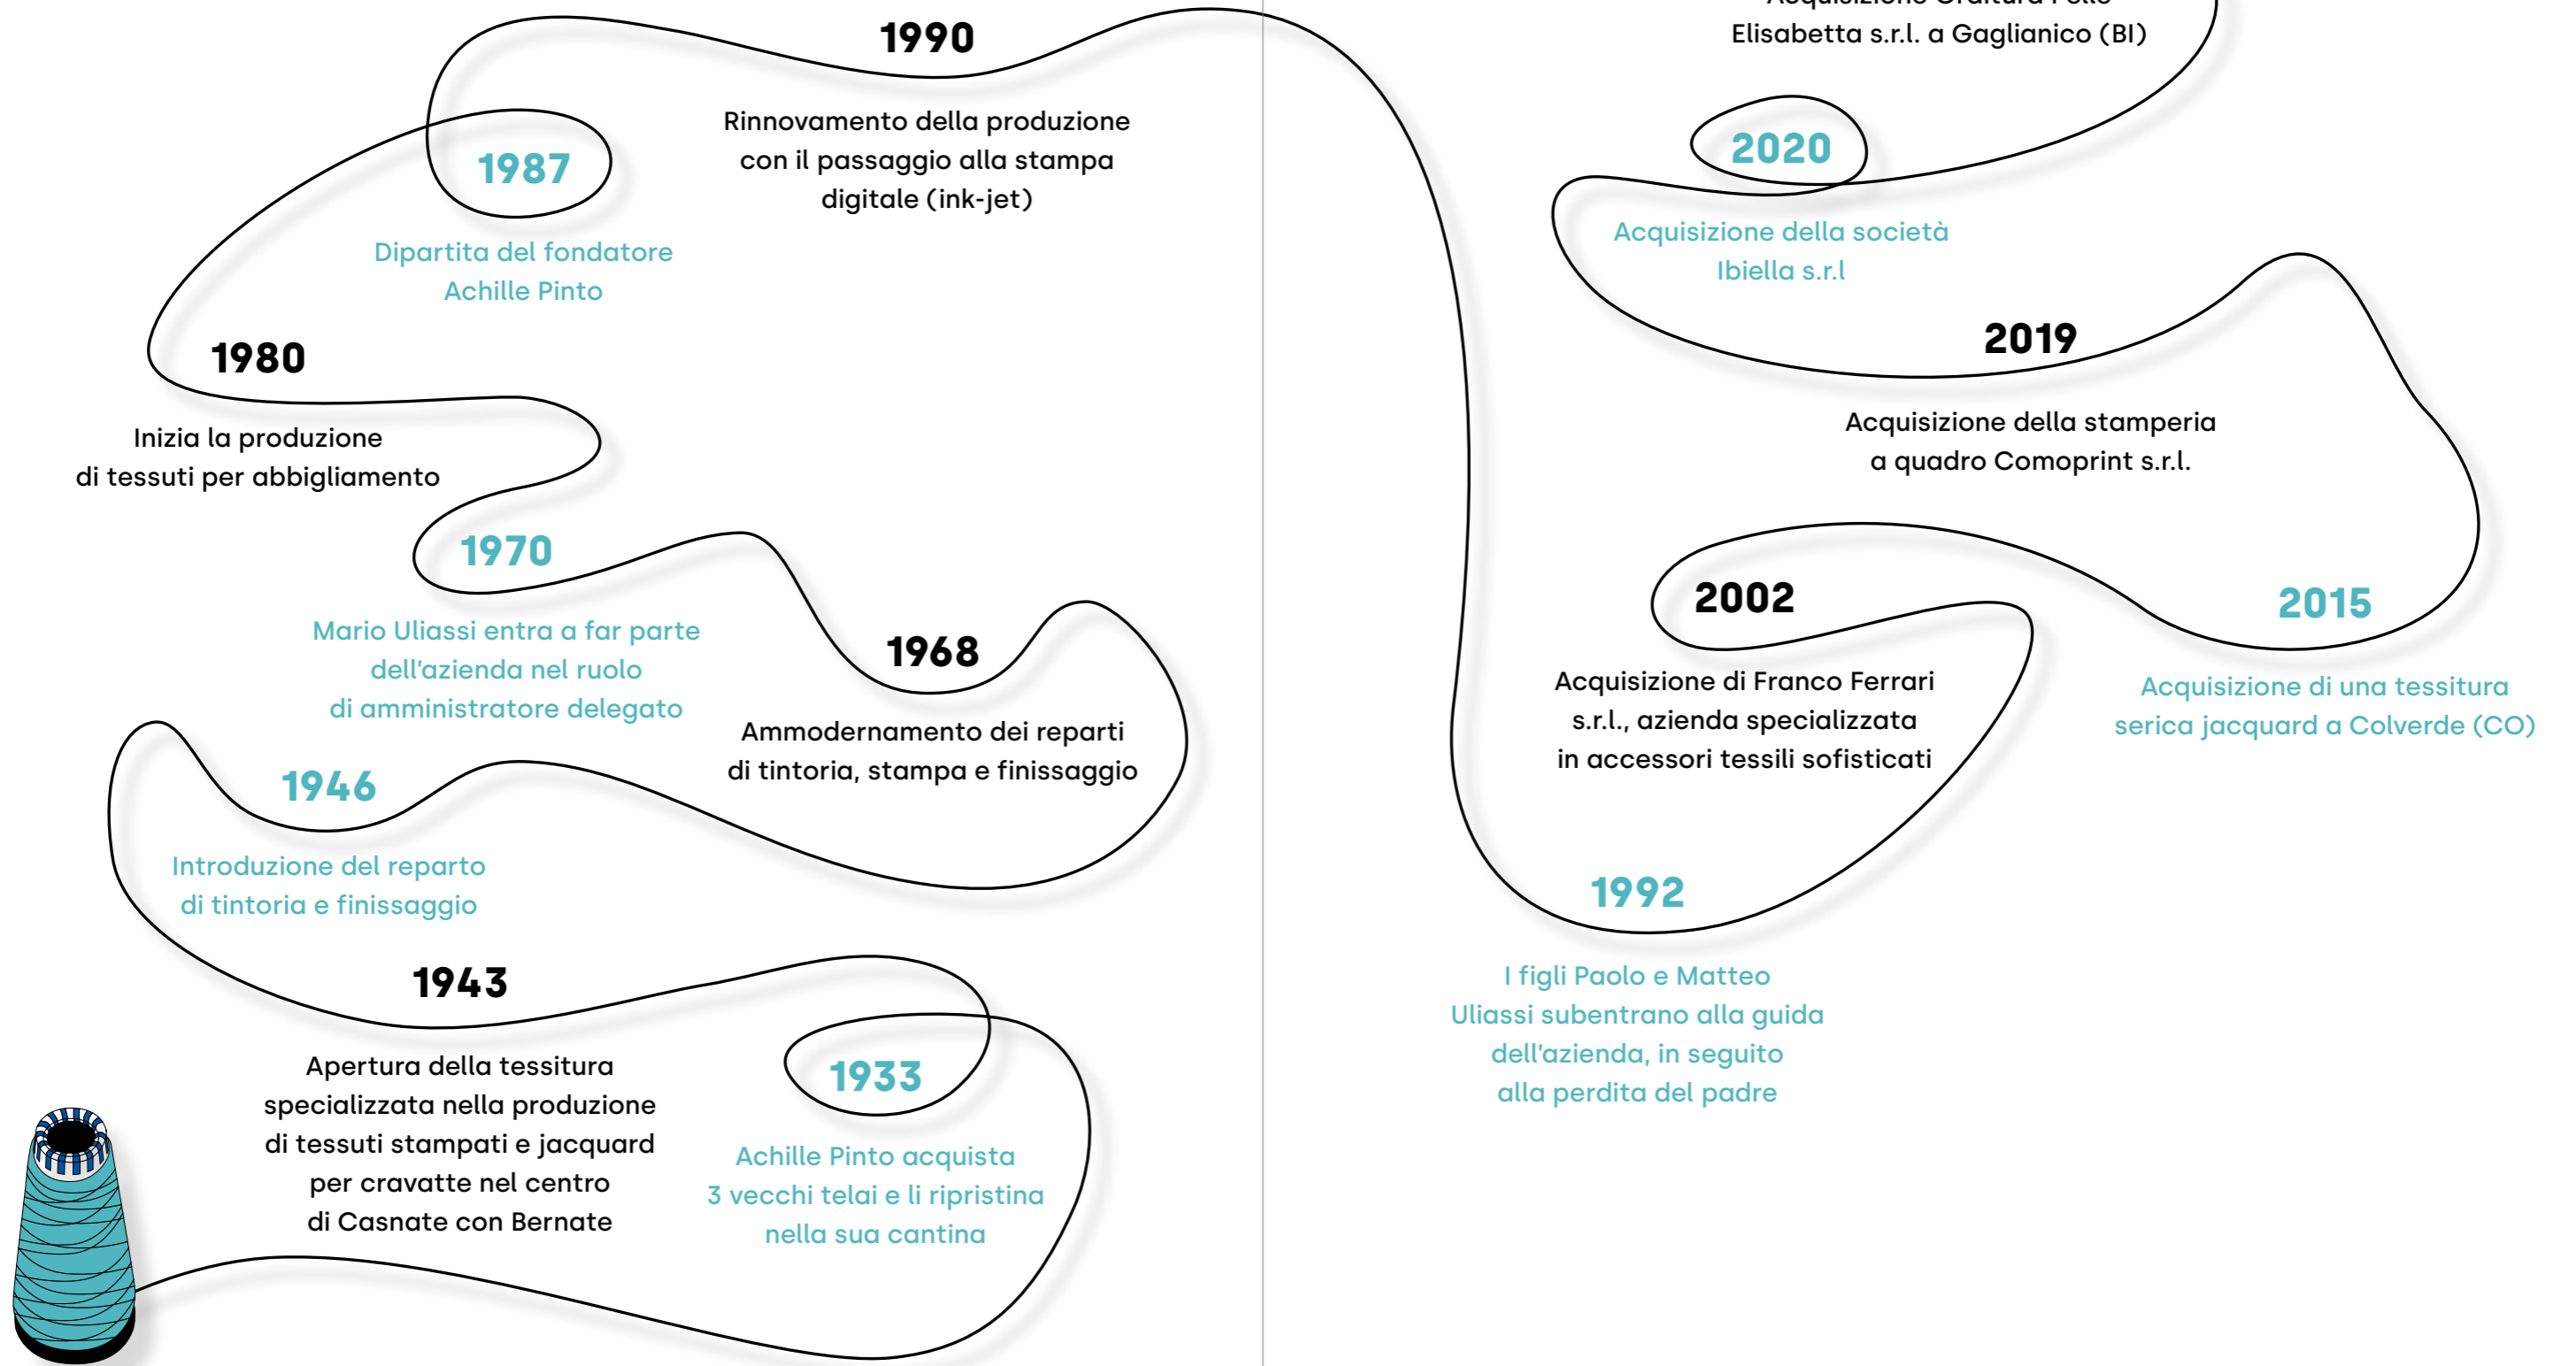 1990
Rinnovamento della produzione
con il passaggio alla stampa
digitale (ink-jet)
1987
Dipartita del fondatore
Achille Pinto
1980
Inizia la produzione
di tessuti per abbigliamento
1970
Mario Uliassi entra a far parte
dell'azienda nel ruolo
di amministratore delegato
1968
Ammodernamento dei reparti
di tintoria, stampa e finissaggio
1946
Introduzione del reparto
di tintoria e finissaggio
1943
Apertura della tessitura
specializzata nella produzione
di tessuti stampati e jacquard
per cravatte nel centro
di Casnate con Bernate
1933
Achille Pinto acquista
3 vecchi telai e li ripristina
nella sua cantina
Elisabetta s.r.l. a Gaglianico (BI)
2020
Acquisizione della società
Ibiella s.r.l
2019
Acquisizione della stamperia
a quadro Comoprint s.r.l.
2002
Acquisizione di Franco Ferrari
s.r.l., azienda specializzata
in accessori tessili sofisticati
2015
Acquisizione di una tessitura
serica jacquard a Colverde (CO)
1992
I figli Paolo e Matteo
Uliassi subentrano alla guida
dell'azienda, in seguito
alla perdita del padre